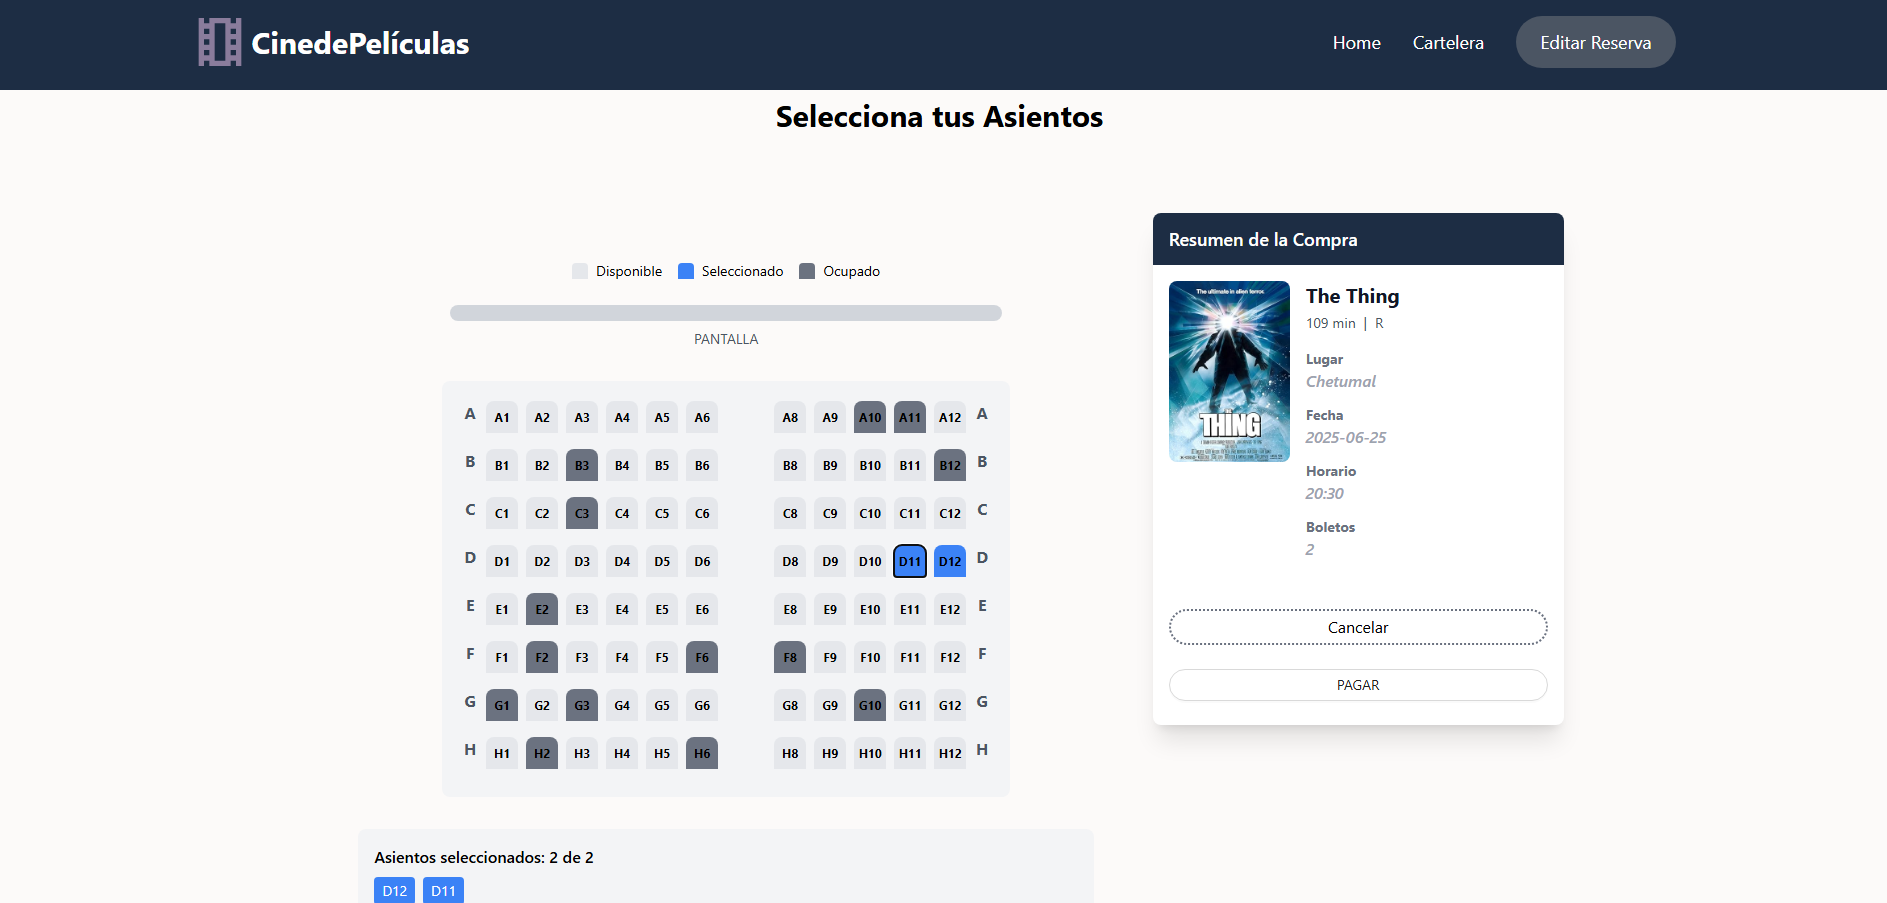 CinedePelículas
Home Cartelera Editar Reserva
Selecciona tus Asientos
Disponible Seleccionado Ocupado
PANTALLA
A A1 A2 A3 A4 A5 A6 A8 A9 A10 A11 A12 A
B B1 B2 B3 B4 B5 B6 B8 B9 B10 B11 B12 B
C C1 C2 C3 C4 C5 C6 C8 C9 C10 C11 C12 C
D D1 D2 D3 D4 D5 D6 D8 D9 D10 D11 D12 D
E E1 E2 E3 E4 E5 E6 E8 E9 E10 E11 E12 E
F F1 F2 F3 F4 F5 F6 F8 F9 F10 F11 F12 F
G G1 G2 G3 G4 G5 G6 G8 G9 G10 G11 G12 G
H H1 H2 H3 H4 H5 H6 H8 H9 H10 H11 H12 H
Asientos seleccionados: 2 de 2
D12 D11
Resumen de la Compra
The ultimate in alien terror.
THE
THING
The Thing
109 min | R
Lugar
Chetumal
Fecha
2025-06-25
Horario
20:30
Boletos
2
Cancelar
PAGAR